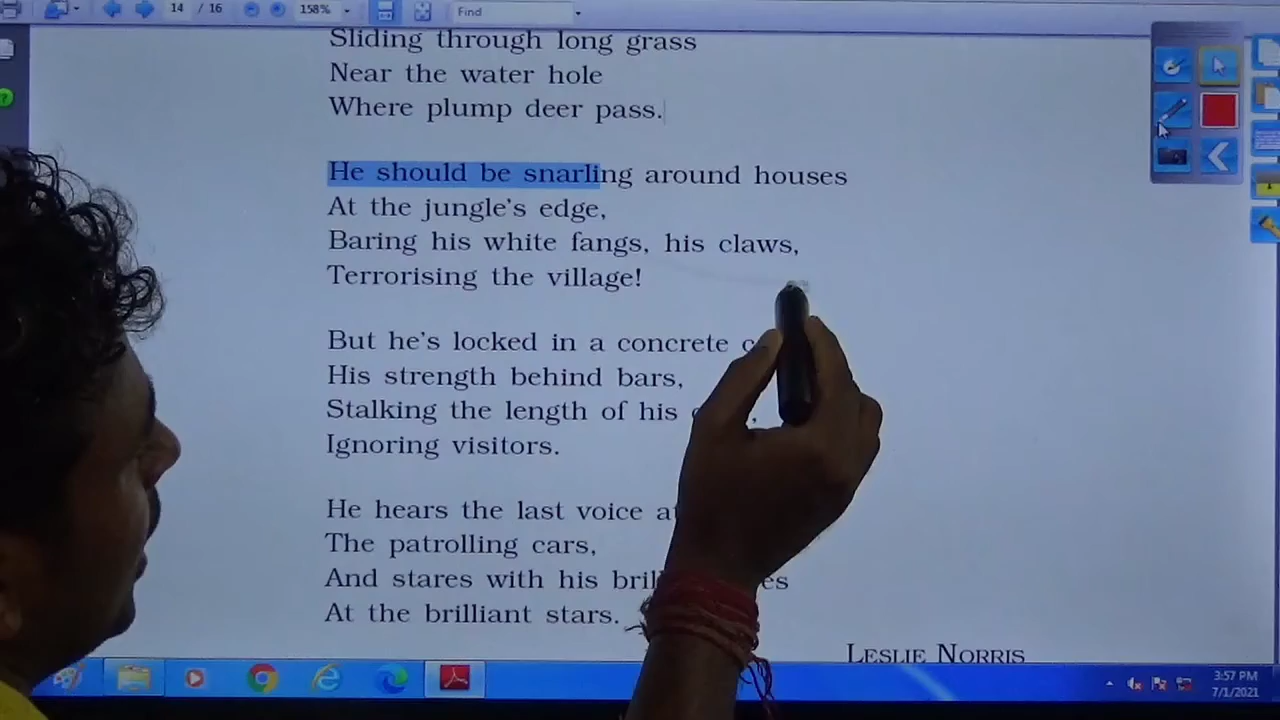 14 / 16
158%
Find
Sliding through long grass
Near the water hole
Where plump deer pass.
He should be snarling around houses
At the jungle's edge,
Baring his white fangs, his claws,
Terrorising the village!
But he's locked in a concrete
His strength behind bars,
Stalking the length of his
Ignoring visitors.
He hears the last voice
The patrolling cars,
And stares with his
At the brilliant stars.
LESLIE NORRIS
3:57 PM
7/1/2021